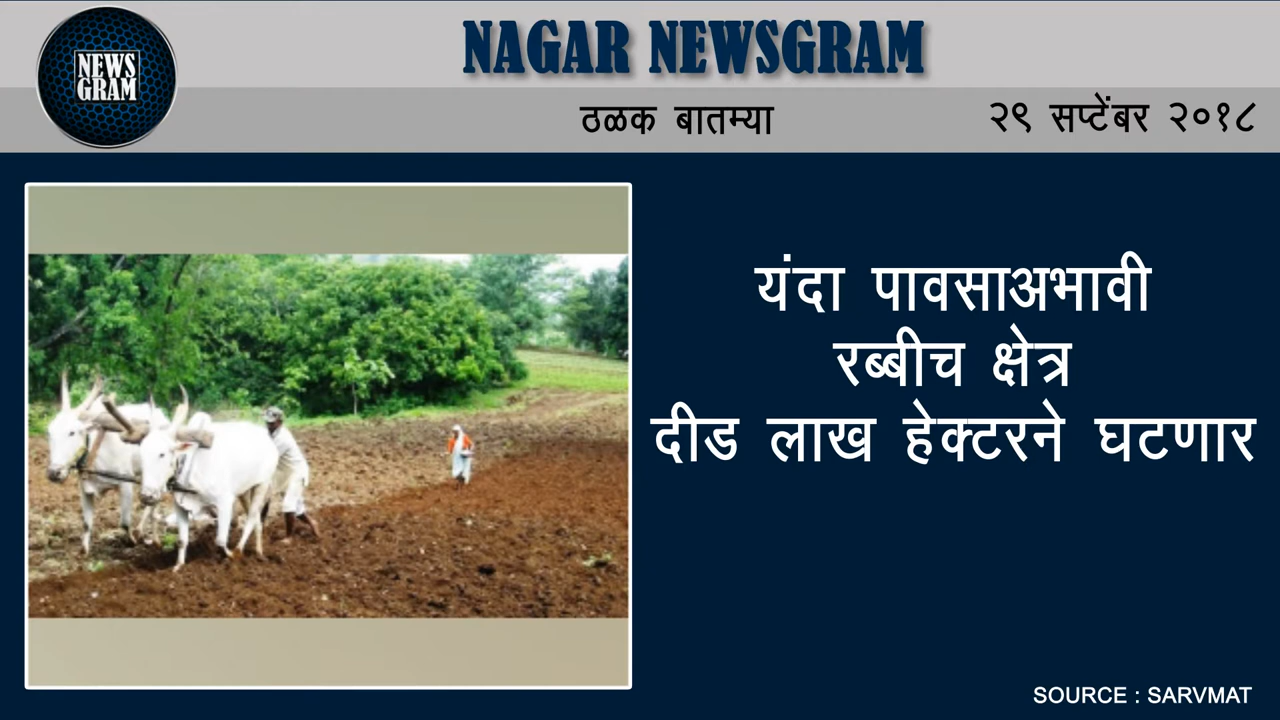 NEWS
GRAM
NAGAR NEWSGRAM
ठळक बातम्या
२९ सप्टेंबर २०१८
यंदा पावसाअभावी
रब्बीच क्षेत्र
दीड लाख हेक्टरने घटणार
SOURCE : SARVMAT